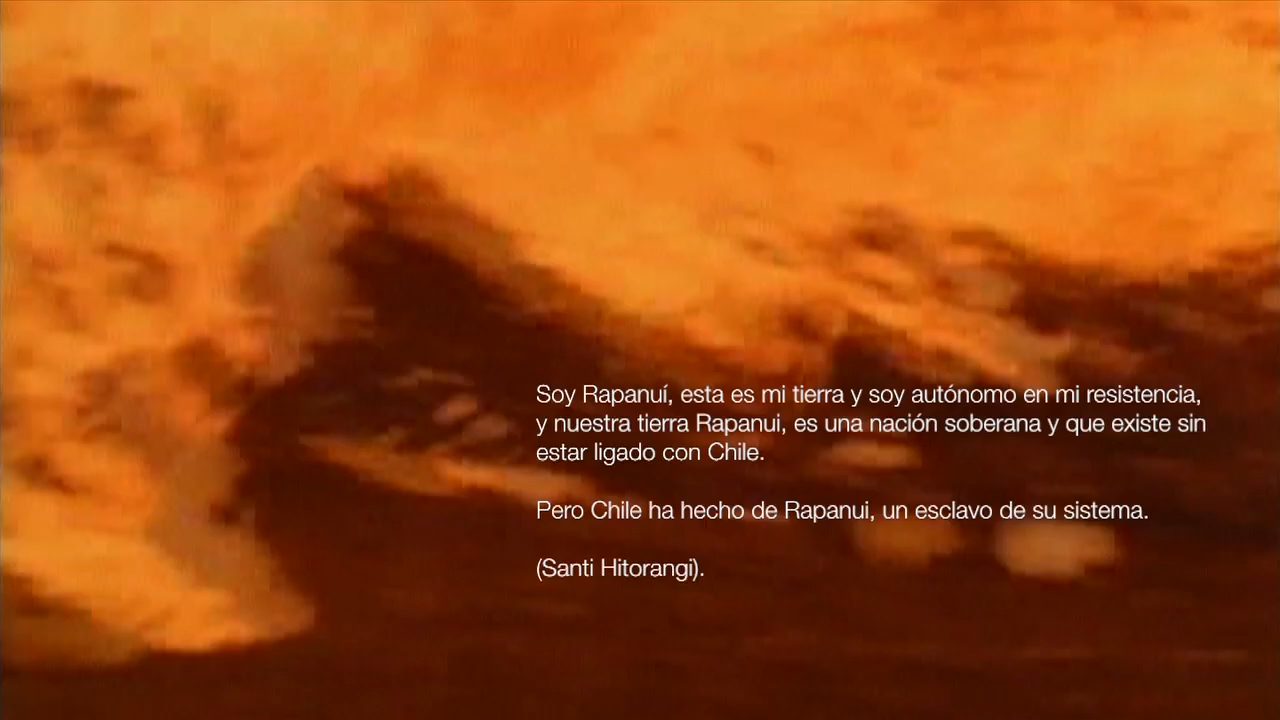 Soy Rapanuí, esta es mi tierra y soy autónomo en mi resistencia,
y nuestra tierra Rapanui, es una nación soberana y que existe sin
estar ligado con Chile.
Pero Chile ha hecho de Rapanui, un esclavo de su sistema.
(Santi Hitorangi).